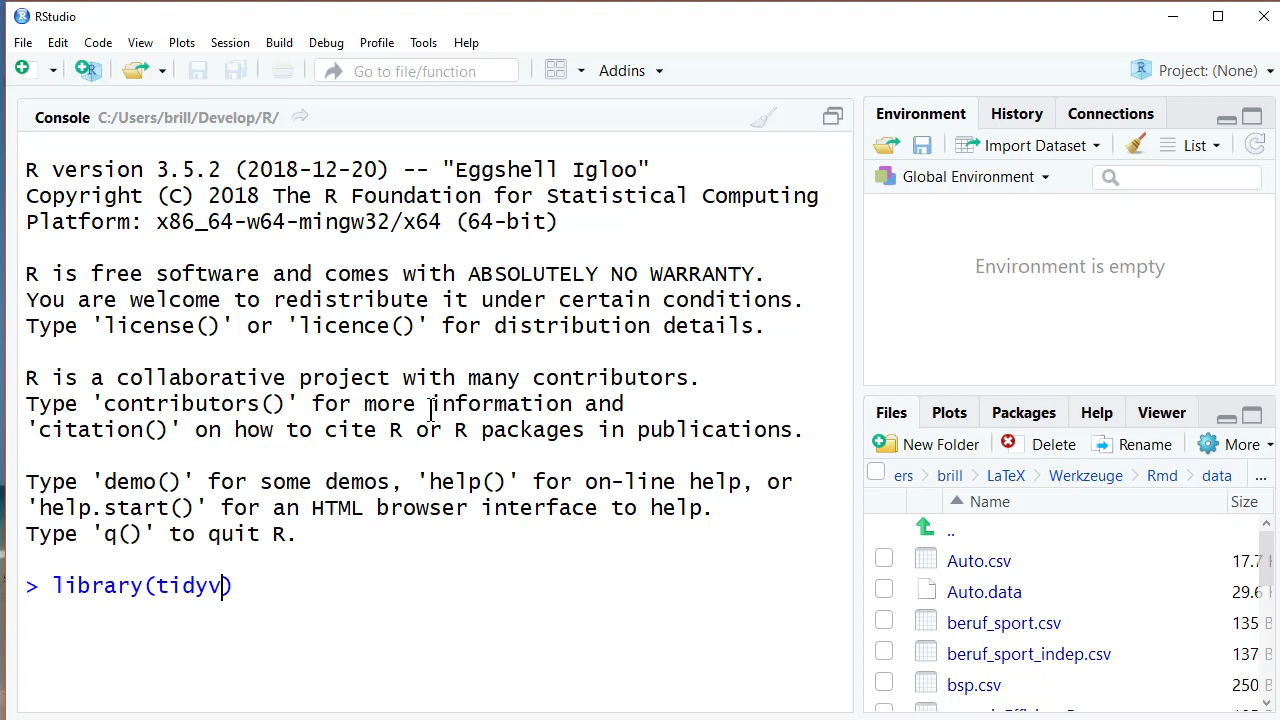 RStudio
File Edit Code View Plots Session Build Debug Profile Tools Help
Go to file/function Addins Project: (None)
Console C:/Users/brill/Develop/R/
R version 3.5.2 (2018-12-20) -- "Eggshell Igloo"
Copyright (C) 2018 The R Foundation for Statistical Computing
Platform: x86_64-w64-mingw32/x64 (64-bit)
R is free software and comes with ABSOLUTELY NO WARRANTY.
You are welcome to redistribute it under certain conditions.
Type 'license()' or 'licence()' for distribution details.
R is a collaborative project with many contributors.
Type 'contributors()' for more information and
'citation()' on how to cite R or R packages in publications.
Type 'demo()' for some demos, 'help()' for on-line help, or
'help.start()' for an HTML browser interface to help.
Type 'q()' to quit R.
> library(tidyv)
Environment History Connections
Import Dataset List
Global Environment
Environment is empty
Files Plots Packages Help Viewer
New Folder Delete Rename More
ers brill LaTeX Werkzeuge Rmd data ...
Name Size
..
Auto.csv 17.7
Auto.data 29.6
beruf_sport.csv 135 B
beruf_sport_indep.csv 137 B
bsp.csv 250 B